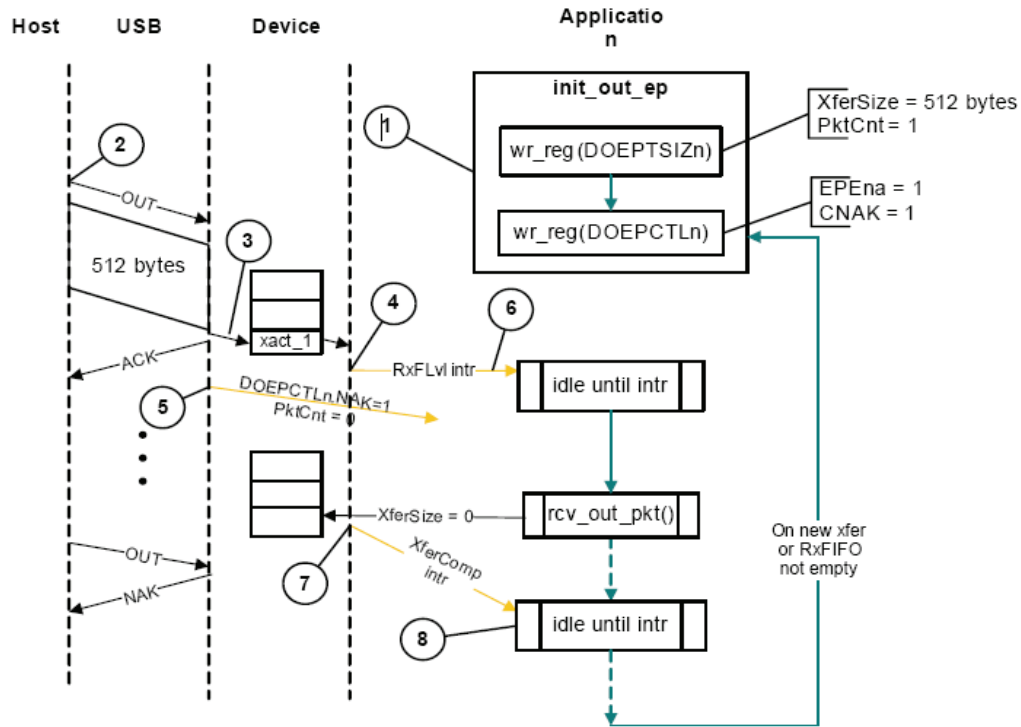 Host
USB
Device
Applicatio
n
init_out_ep
XferSize = 512 bytes
PktCnt = 1
1
wr_reg(DOEPTSIZn)
2
EPEna = 1
CNAK = 1
OUT
wr_reg(DOEPCTLn)
3
512 bytes
4
6
xact_1
ACK
RxFLvl intr
idle until intr
DOEPCTLn.NAK=1
PktCnt = 0
5
XferSize = 0
rcv_out_pkt()
On new xfer
or RxFIFO
not empty
OUT
XferComp
intr
7
NAK
8
idle until intr